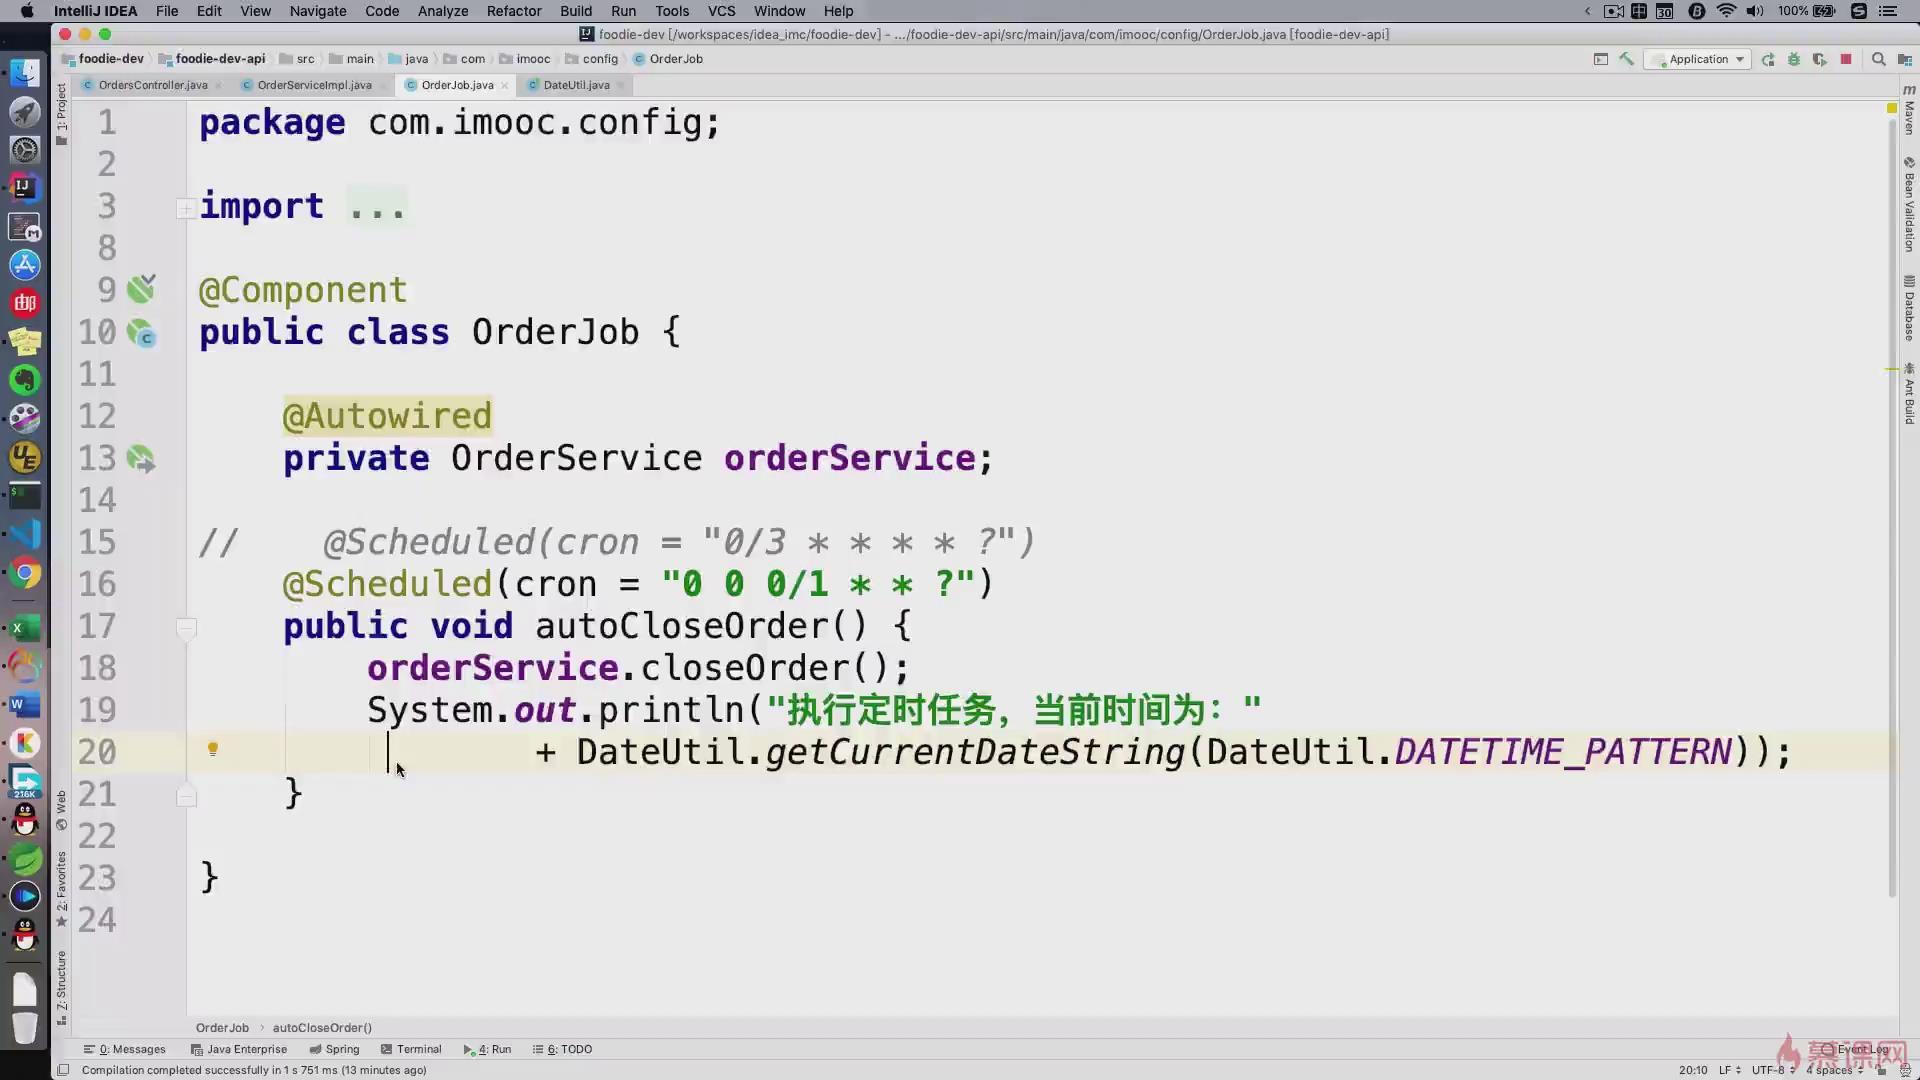 IntelliJ IDEA File Edit View Navigate Code Analyze Refactor Build Run Tools VCS Window Help 100%
foodie-dev [/workspaces/idea_imc/foodie-dev] - .../foodie-dev-api/src/main/java/com/imooc/config/OrderJob.java [foodie-dev-api]
foodie-dev foodie-dev-api src main java com imooc config OrderJob Application
OrdersController.java OrderServiceImpl.java OrderJob.java DateUtil.java
1 package com.imooc.config;
2
3 import ...
8
9 @Component
10 public class OrderJob {
11
12 @Autowired
13 private OrderService orderService;
14
15 // @Scheduled(cron = "0/3 * * * * ?")
16 @Scheduled(cron = "0 0 0/1 * * ?")
17 public void autoCloseOrder() {
18 orderService.closeOrder();
19 System.out.println("执行定时任务，当前时间为："
20 + DateUtil.getCurrentDateString(DateUtil.DATETIME_PATTERN));
21 }
22
23 }
24
1: Project
Web
2: Favorites
7: Structure
Maven
Bean Validation
Database
Ant Build
OrderJob › autoCloseOrder()
0: Messages Java Enterprise Spring Terminal 4: Run 6: TODO Event Log
Compilation completed successfully in 1 s 751 ms (13 minutes ago) 20:10 LF UTF-8 4 spaces
慕课网